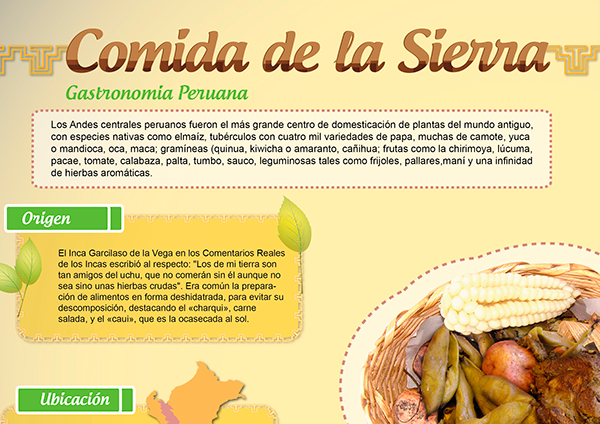 Comida de la Sierra
Gastronomía Peruana
Los Andes centrales peruanos fueron el más grande centro de domesticación de plantas del mundo antiguo,
con especies nativas como elmaíz, tubérculos con cuatro mil variedades de papa, muchas de camote, yuca
o mandioca, oca, maca; gramíneas (quinua, kiwicha o amaranto, cañihua; frutas como la chirimoya, lúcuma,
pacae, tomate, calabaza, palta, tumbo, sauco, leguminosas tales como frijoles, pallares,maní y una infinidad
de hierbas aromáticas.
Origen
El Inca Garcilaso de la Vega en los Comentarios Reales
de los Incas escribió al respecto: "Los de mi tierra son
tan amigos del uchu, que no comerán sin él aunque no
sea sino unas hierbas crudas". Era común la prepara-
ción de alimentos en forma deshidratada, para evitar su
descomposición, destacando el «charqui», carne
salada, y el «caui», que es la ocasecada al sol.
Ubicación